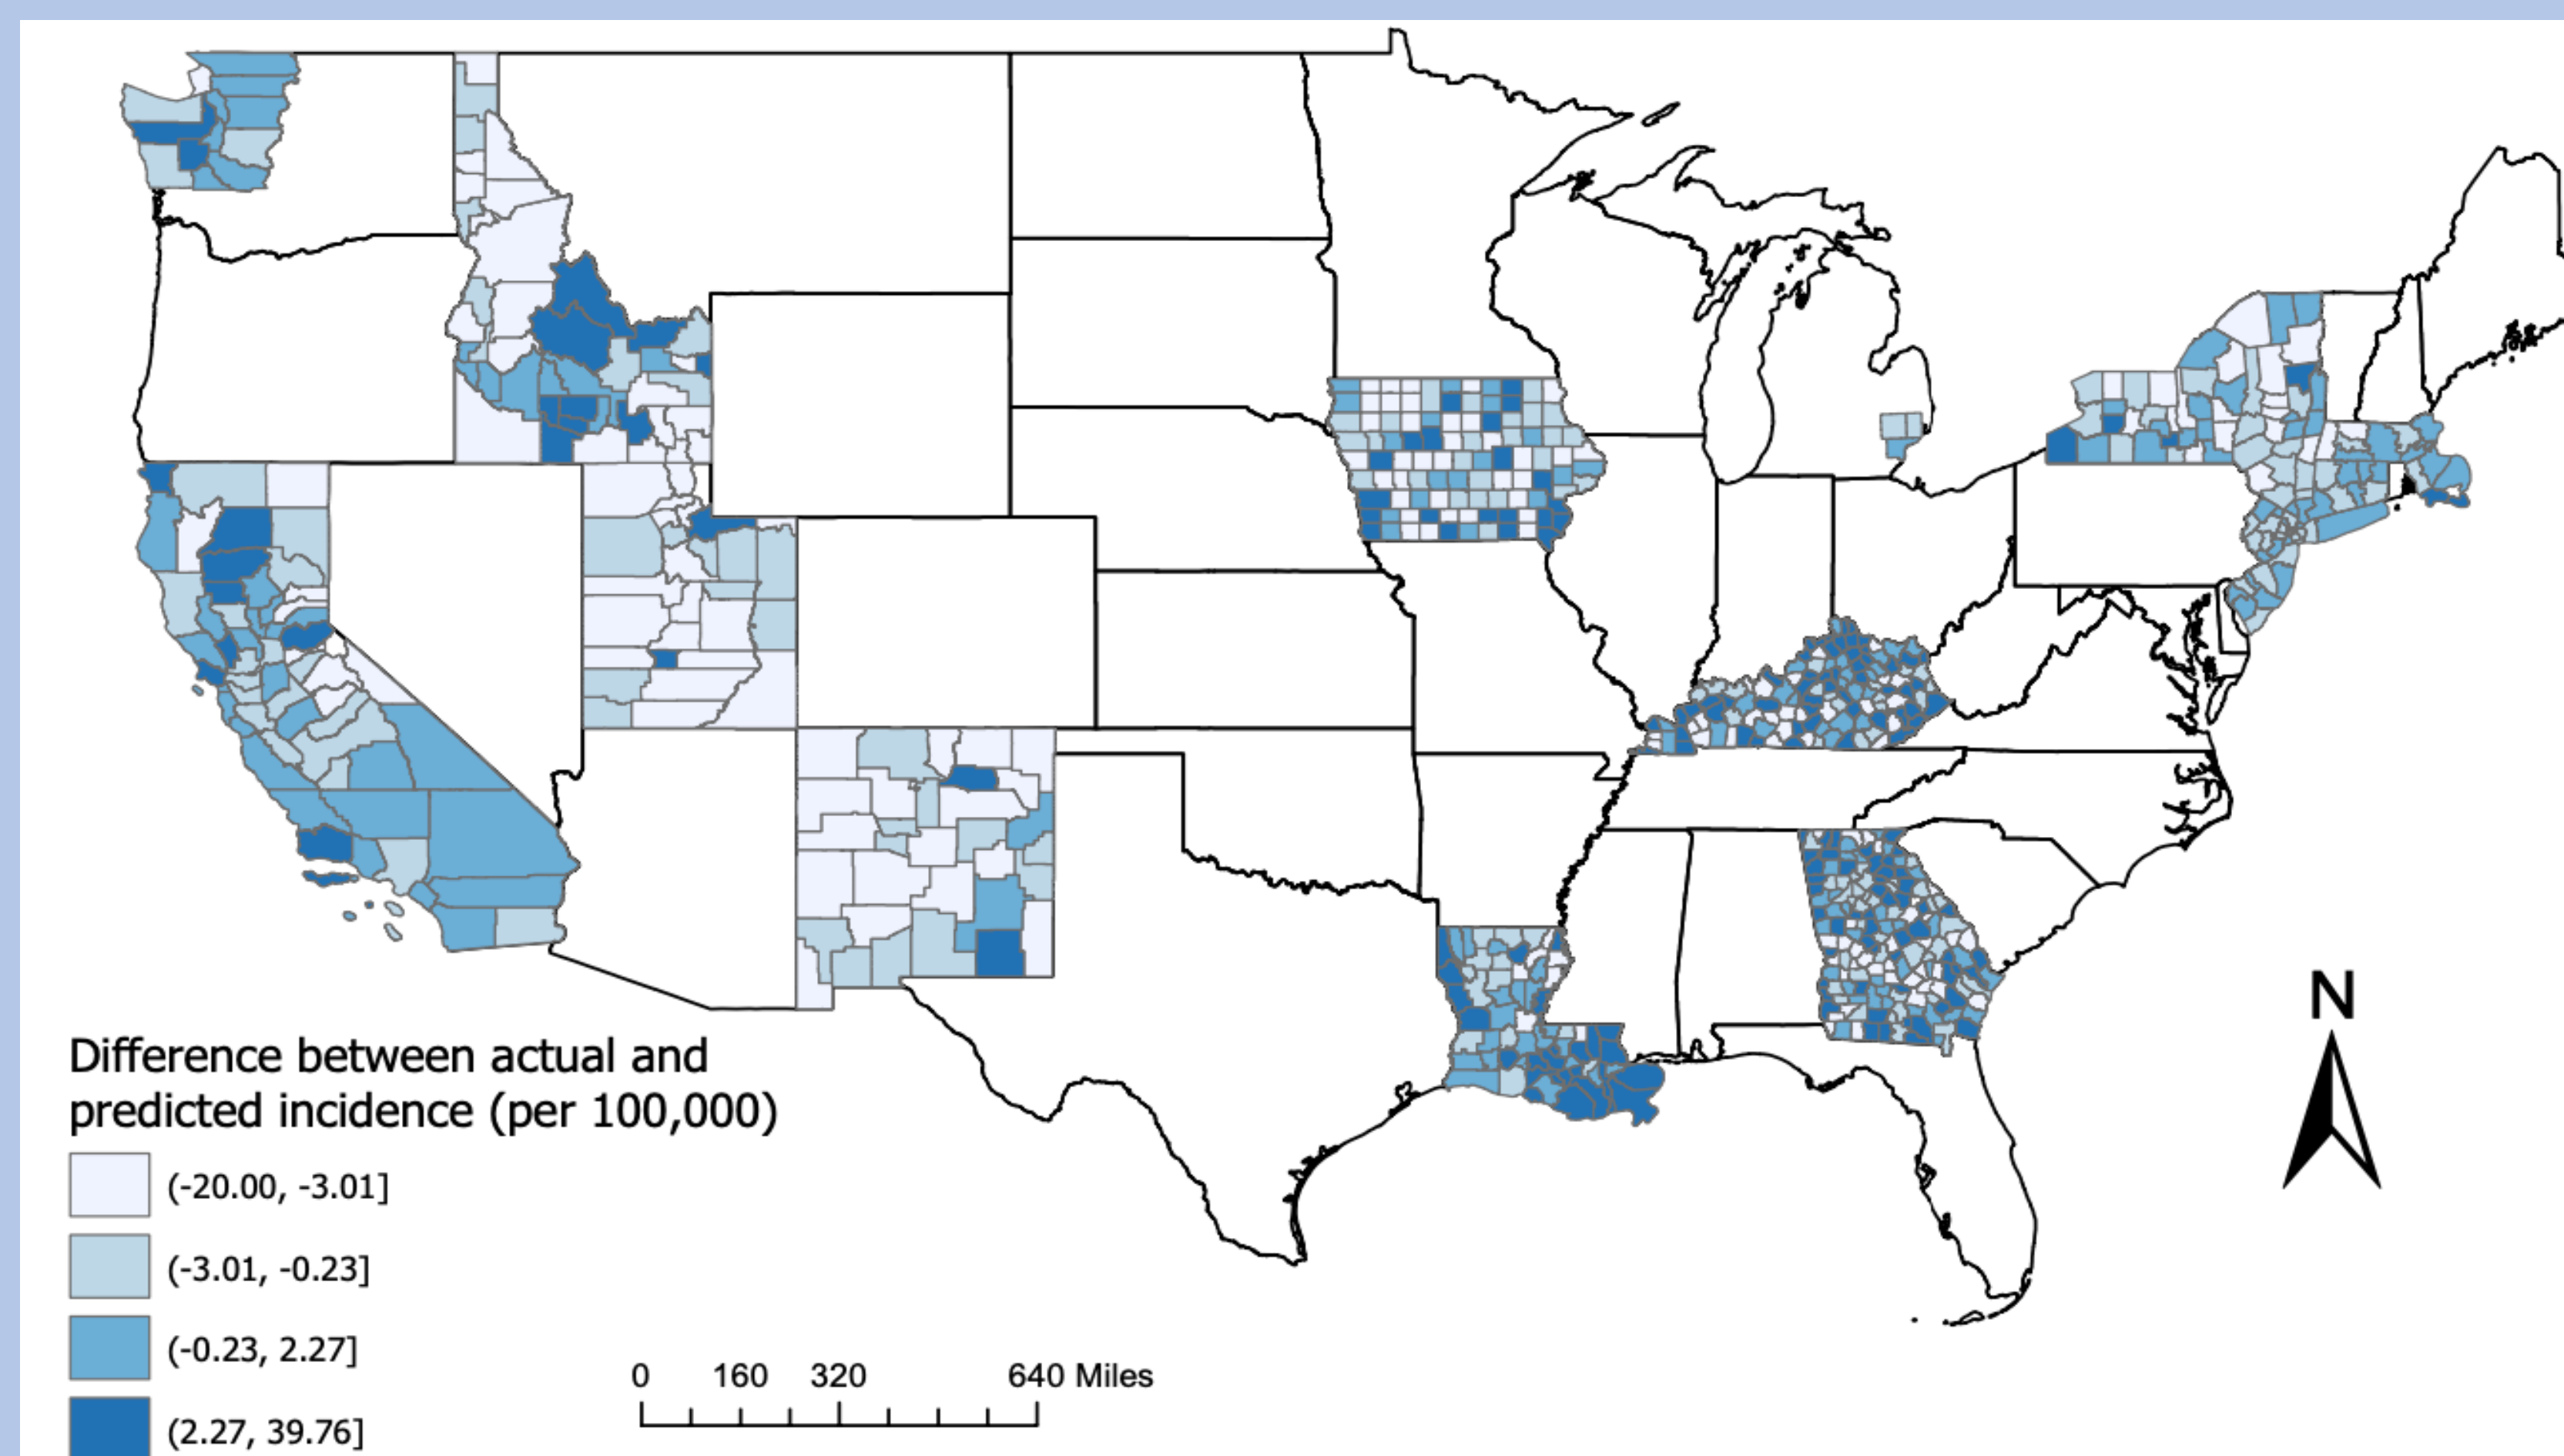 N
Difference between actual and
predicted incidence (per 100,000)
(-20.00, -3.01]
(-3.01, -0.23]
(-0.23, 2.27]
(2.27, 39.76]
0 160 320 640 Miles